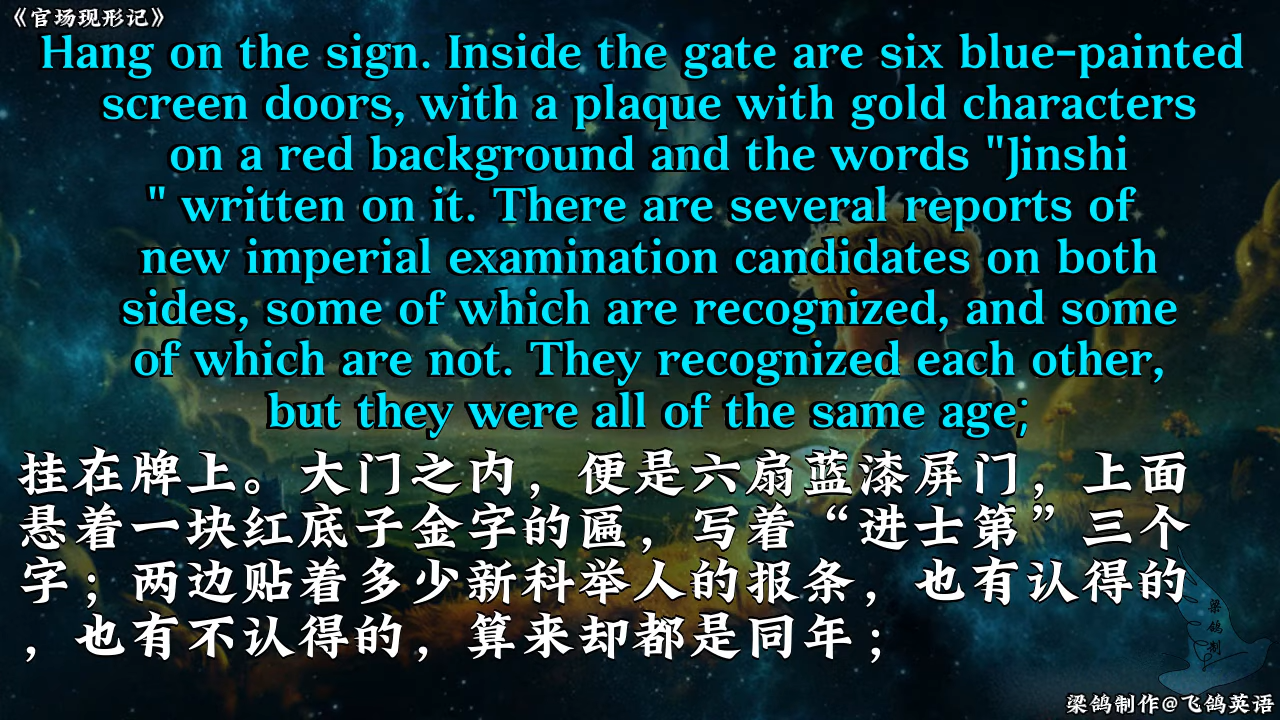 《官场现形记》
Hang on the sign. Inside the gate are six blue-painted
screen doors, with a plaque with gold characters
on a red background and the words "Jinshi
" written on it. There are several reports of
new imperial examination candidates on both
sides, some of which are recognized, and some
of which are not. They recognized each other,
but they were all of the same age;
挂在牌上。大门之内，便是六扇蓝漆屏门，上面
悬着一块红底子金字的匾，写着“进士第”三个
字；两边贴着多少新科举人的报条，也有认得的
，也有不认得的，算来却都是同年；
梁
鸽
制
梁鸽制作@飞鸽英语